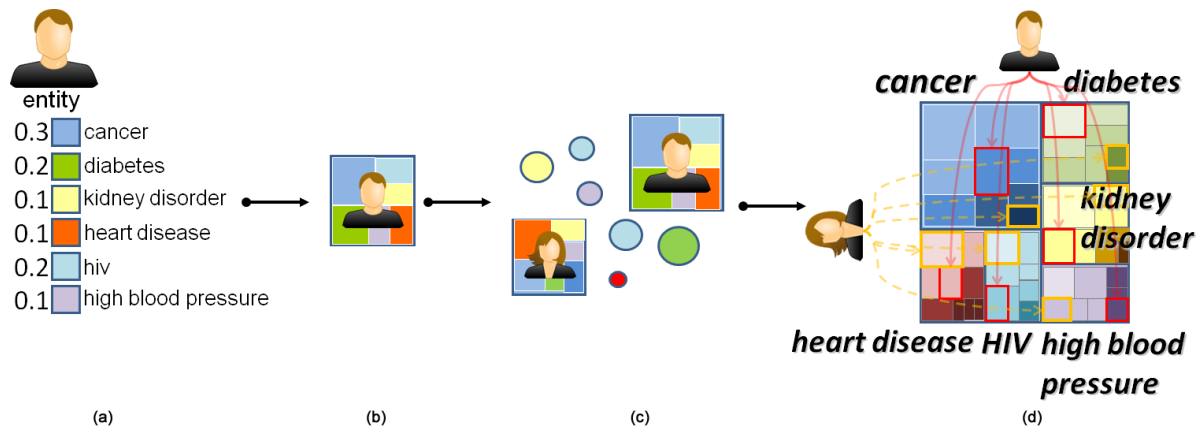 entity
0.3 cancer
0.2 diabetes
0.1 kidney disorder
0.1 heart disease
0.2 hiv
0.1 high blood pressure
cancer
diabetes
kidney
disorder
heart disease
HIV
high blood
pressure
(a)
(b)
(c)
(d)